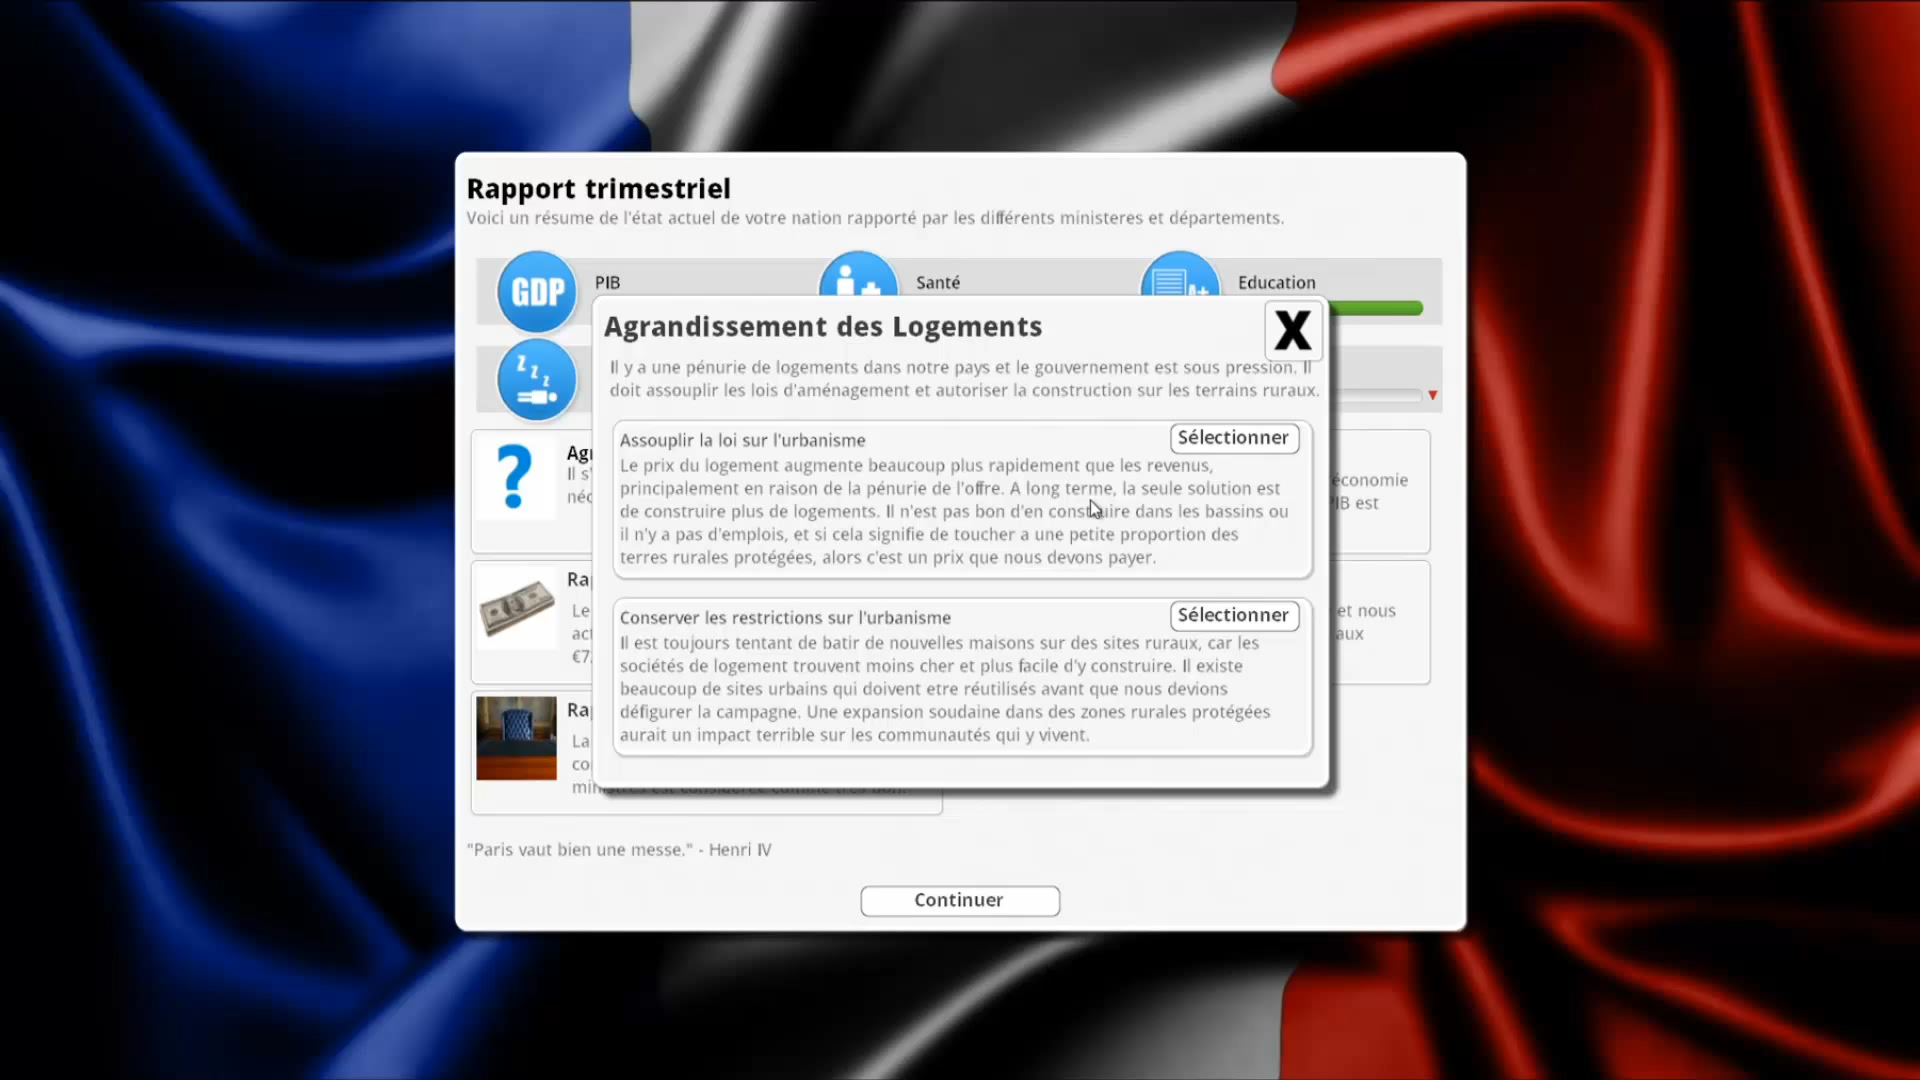 Rapport trimestriel
Voici un résume de l'état actuel de votre nation rapporté par les différents ministeres et départements.
GDP PIB Santé A+ Education
Agrandissement des Logements X
Il y a une pénurie de logements dans notre pays et le gouvernement est sous pression. Il
doit assouplir les lois d'aménagement et autoriser la construction sur les terrains ruraux.
z z z
Assouplir la loi sur l'urbanisme Sélectionner
Le prix du logement augmente beaucoup plus rapidement que les revenus,
principalement en raison de la pénurie de l'offre. A long terme, la seule solution est
de construire plus de logements. Il n'est pas bon d'en construire dans les bassins ou
il n'y a pas d'emplois, et si cela signifie de toucher a une petite proportion des
terres rurales protégées, alors c'est un prix que nous devons payer.
?
Il s'
économie
PIB est
Conserver les restrictions sur l'urbanisme Sélectionner
Il est toujours tentant de batir de nouvelles maisons sur des sites ruraux, car les
sociétés de logement trouvent moins cher et plus facile d'y construire. Il existe
beaucoup de sites urbains qui doivent etre réutilisés avant que nous devions
défigurer la campagne. Une expansion soudaine dans des zones rurales protégées
aurait un impact terrible sur les communautés qui y vivent.
Le
et nous
aux
€7
La
"Paris vaut bien une messe." - Henri IV
Continuer